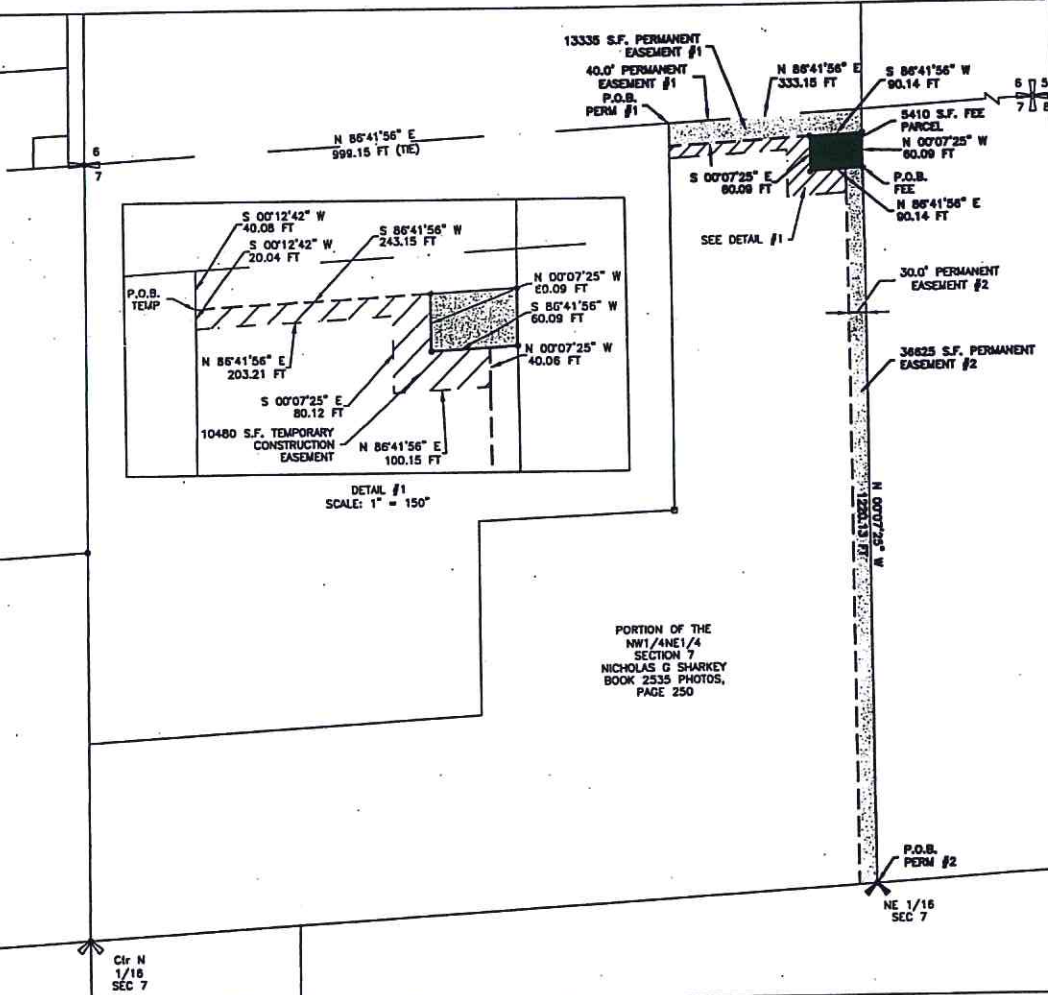 13335 S.F. PERMANENT
EASEMENT #1
40.0' PERMANENT
EASEMENT #1
P.O.B.
PERM #1
N 86°41'56" E
333.15 FT
S 86°41'56" W
90.14 FT
6 5
7 8
5410 S.F. FEE
PARCEL
N 00°07'25" W
60.09 FT
P.O.B.
FEE
N 86°41'56" E
90.14 FT
S 00°07'25" E
60.09 FT
SEE DETAIL #1
6
7
N 86°41'56" E
999.15 FT (TIE)
S 00°12'42" W
40.08 FT
S 00°12'42" W
20.04 FT
S 86°41'56" W
243.15 FT
P.O.B.
TEMP
N 00°07'25" W
60.09 FT
S 86°41'56" W
60.09 FT
N 00°07'25" W
40.06 FT
N 86°41'56" E
203.21 FT
S 00°07'25" E
80.12 FT
10480 S.F. TEMPORARY
CONSTRUCTION
EASEMENT
N 86°41'56" E
100.15 FT
DETAIL #1
SCALE: 1" = 150"
30.0' PERMANENT
EASEMENT #2
36625 S.F. PERMANENT
EASEMENT #2
N 00°07'25" W
1220.13 FT
PORTION OF THE
NW1/4NE1/4
SECTION 7
NICHOLAS G SHARKEY
BOOK 2535 PHOTOS,
PAGE 250
P.O.B.
PERM #2
NE 1/16
SEC 7
Ctr N
1/16
SEC 7